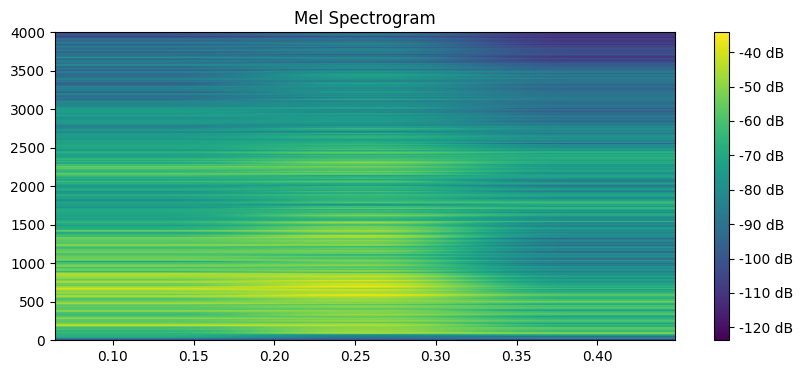 Mel Spectrogram
4000
3500
3000
2500
2000
1500
1000
500
0
0.10 0.15 0.20 0.25 0.30 0.35 0.40
-40 dB
-50 dB
-60 dB
-70 dB
-80 dB
-90 dB
-100 dB
-110 dB
-120 dB